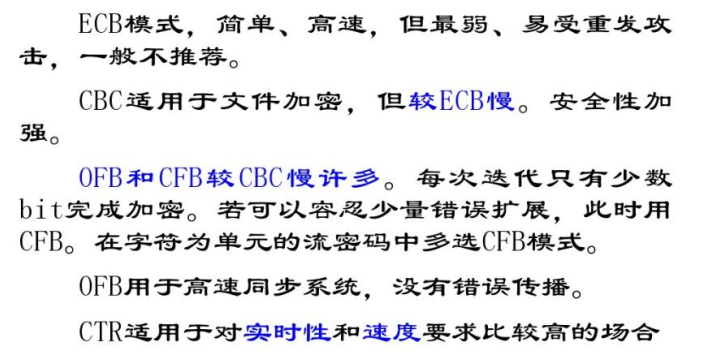 ECB模式，简单、高速，但最弱、易受重发攻
击，一般不推荐。
CBC适用于文件加密，但较ECB慢。安全性加
强。
OFB和CFB较CBC慢许多。每次迭代只有少数
bit完成加密。若可以容忍少量错误扩展，此时用
CFB。在字符为单元的流密码中多选CFB模式。
OFB用于高速同步系统，没有错误传播。
CTR适用于对实时性和速度要求比较高的场合